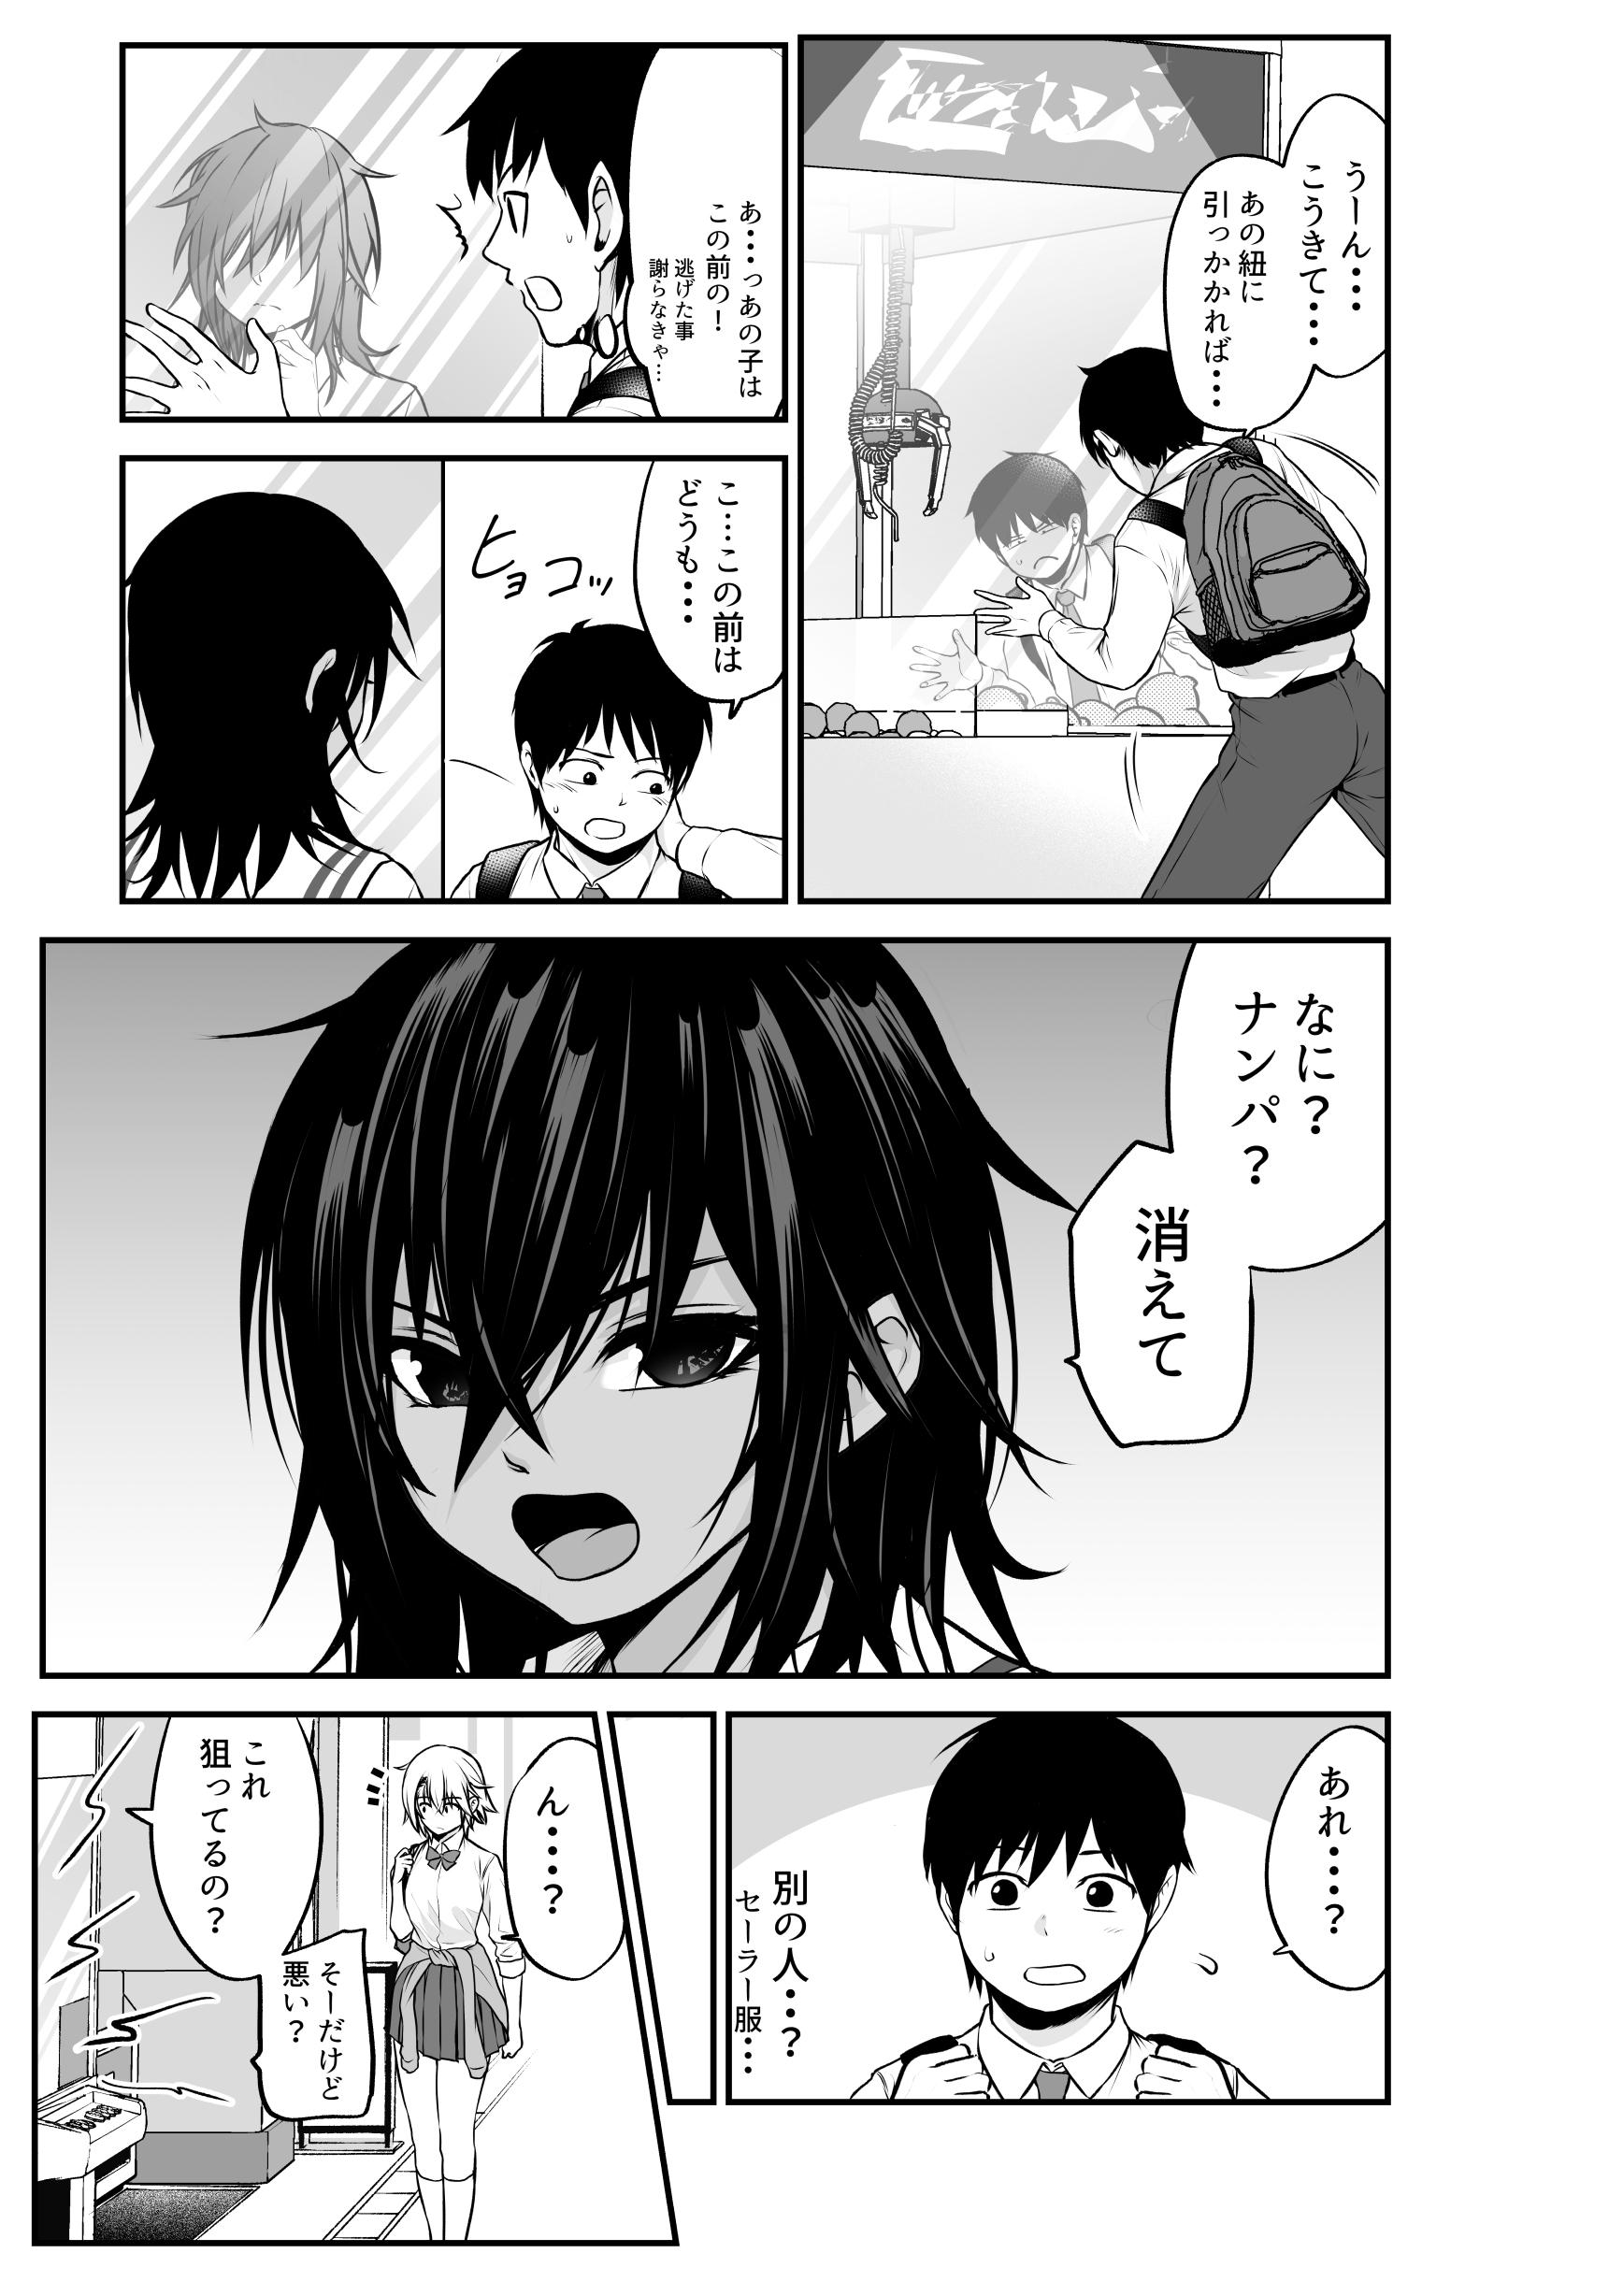 うーん・・・
こうきて・・・
あの紐に
引っかかれば・・・
あ・・・っあの子は
この前の！
逃げた事
謝らなきゃ…
こ・・・この前は
どうも・・・
ヒョコッ
なに？
ナンパ？
消えて
あれ・・・・？
別の人・・・？
セーラー服・・・
ん・・・・？
これ
狙ってるの？
そーだけど
悪い？